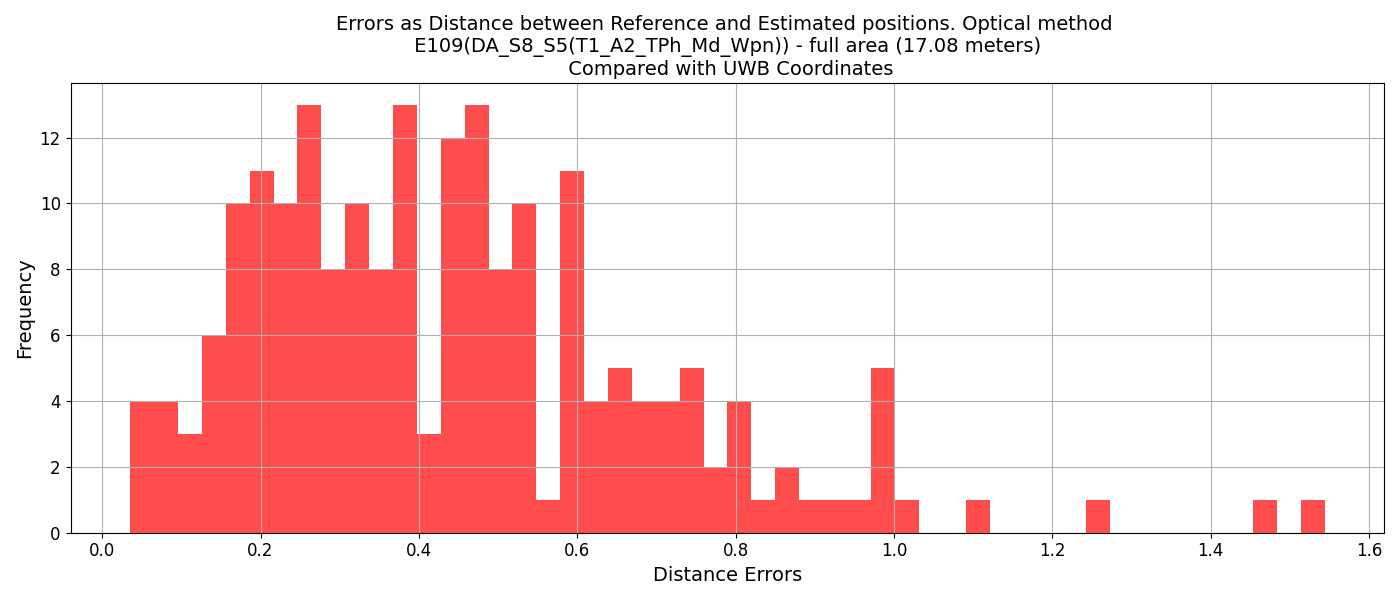 Errors as Distance between Reference and Estimated positions. Optical method
E109(DA_S8_S5(T1_A2_TPh_Md_Wpn)) - full area (17.08 meters)
Compared with UWB Coordinates
Frequency
12
10
8
6
4
2
0
0.0 0.2 0.4 0.6 0.8 1.0 1.2 1.4 1.6
Distance Errors